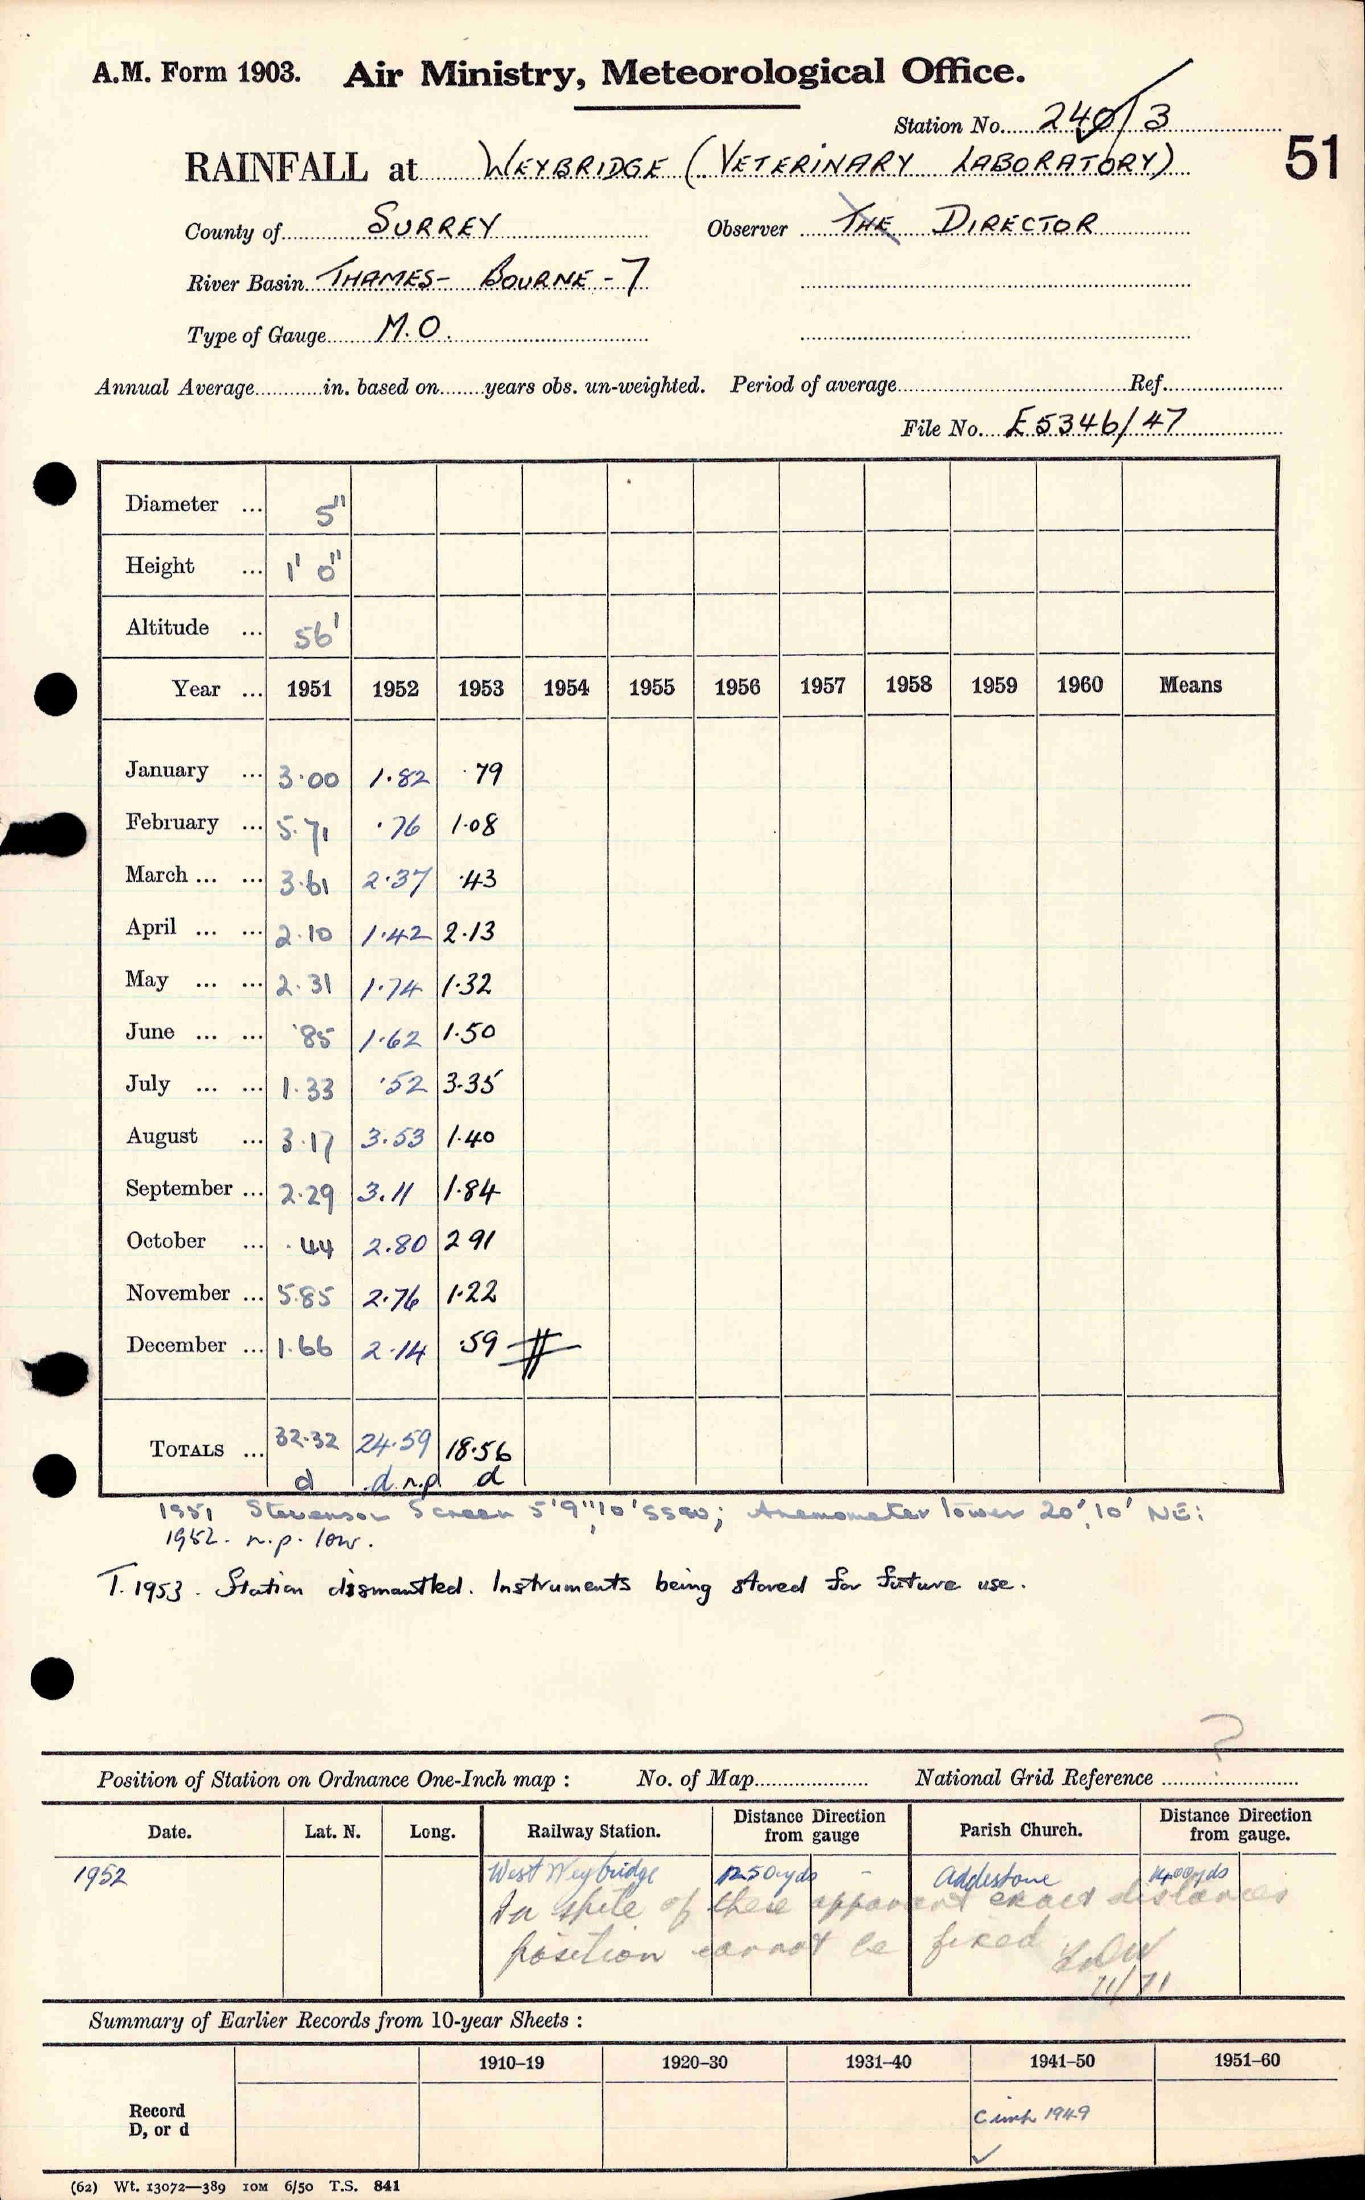 A.M. Form 1903. Air Ministry, Meteorological Office.
Station No. 240/3
51
RAINFALL at WEYBRIDGE (VETERINARY LABORATORY)
County of SURREY Observer THE DIRECTOR
River Basin THAMES - BOURNE - 7
Type of Gauge M.O.
Annual Average in. based on years obs. un-weighted. Period of average Ref.
File No. E5346/47
Diameter ... 5"
Height ... 1' 0"
Altitude ... 56'
Year ... 1951 1952 1953 1954 1955 1956 1957 1958 1959 1960 Means
January ... 3.00 1.82 .79
February ... 5.71 .76 1.08
March ... ... 3.61 2.37 .43
April ... ... 2.10 1.42 2.13
May ... ... 2.31 1.74 1.32
June ... ... .85 1.62 1.50
July ... ... 1.33 .52 3.35
August ... 3.17 3.53 1.40
September ... 2.29 3.11 1.84
October ... .44 2.80 2 91
November ... 5.85 2.76 1.22
December ... 1.66 2.14 .59
TOTALS ... 32.32 24.59 18.56
d d n.p. d
1951 Stevenson Screen 5'9", 10' SSW; Anemometer tower 20', 10' NE:
1952. n.p. low.
T. 1953. Station dismantled. Instruments being stored for future use.
?
Position of Station on Ordnance One-Inch map : No. of Map National Grid Reference
Date. Lat. N. Long. Railway Station. Distance Direction from gauge Parish Church. Distance Direction from gauge.
1952 West Weybridge 1250yds - Addlestone 1400yds
In spite of these apparent exact distances
position cannot be fixed
11/71
Summary of Earlier Records from 10-year Sheets :
1910-19 1920-30 1931-40 1941-50 1951-60
Record
D, or d
1949
(62) Wt. 13072—389 10M 6/50 T.S. 841